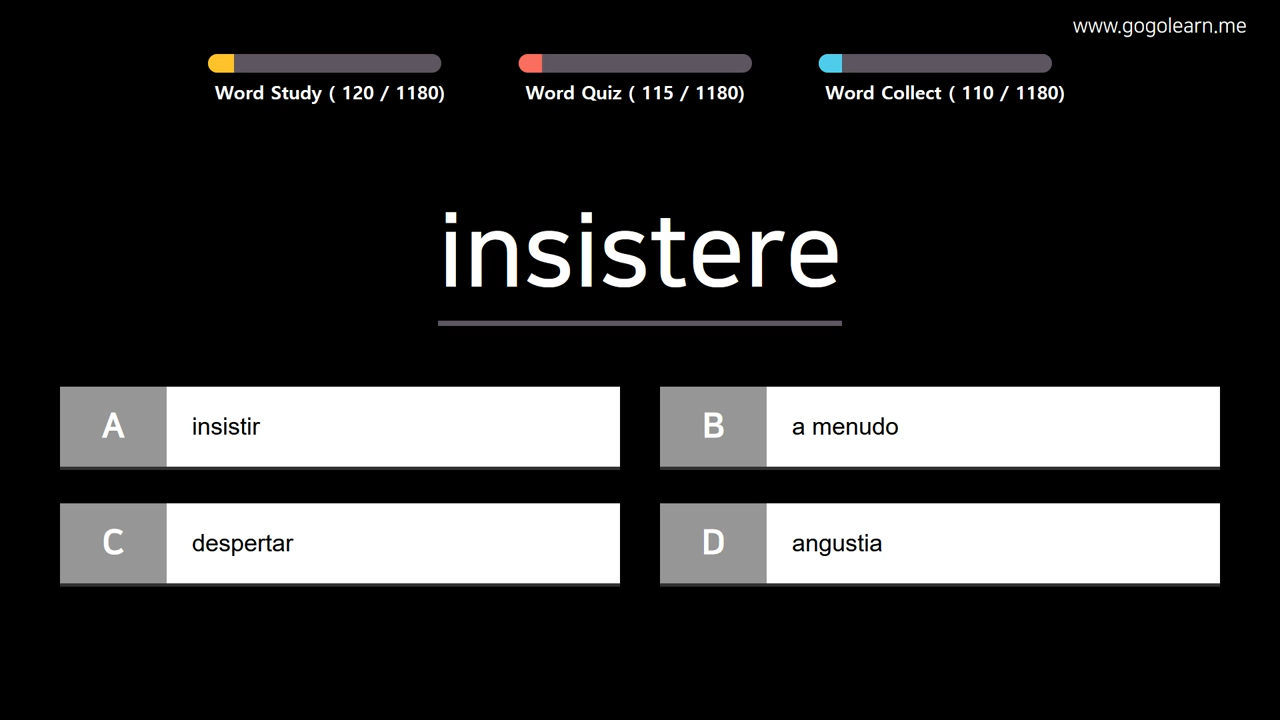 www.gogolearn.me
Word Study ( 120 / 1180)
Word Quiz ( 115 / 1180)
Word Collect ( 110 / 1180)
insistere
A insistir
B a menudo
C despertar
D angustia